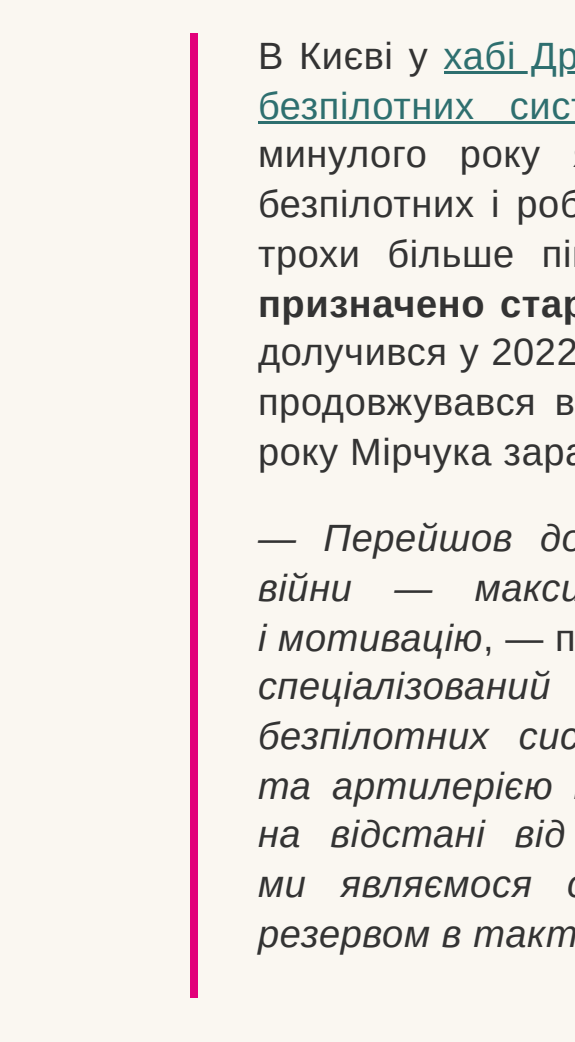 В Києві у хабі Др
безпілотних сист
минулого року
безпілотних і роб
трохи більше пі
призначено стар
долучився у 2022
продовжувався в
року Мірчука зара
— Перейшов до
війни — макси
і мотивацію, — п
спеціалізований
безпілотних сис
та артилерією
на відстані від
ми являємося с
резервом в такт